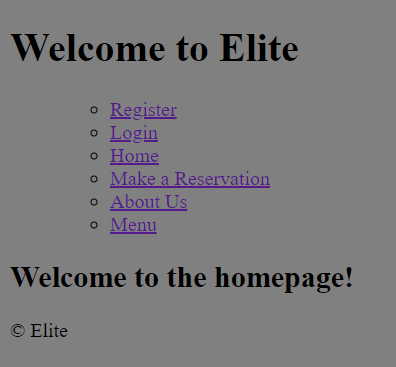 Welcome to Elite
Register
Login
Home
Make a Reservation
About Us
Menu
Welcome to the homepage!
© Elite